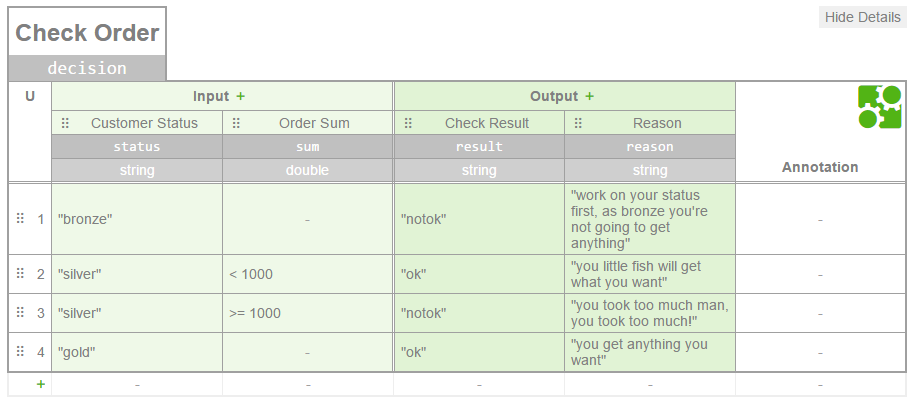 Hide Details
Check Order
decision
U Input + Output +
Customer Status Order Sum Check Result Reason
status sum result reason
string double string string
Annotation
1 "bronze" - "notok" "work on your status
first, as bronze you're
not going to get
anything" -
2 "silver" < 1000 "ok" "you little fish will get
what you want" -
3 "silver" >= 1000 "notok" "you took too much man,
you took too much!" -
4 "gold" - "ok" "you get anything you
want" -
+ - - - - -